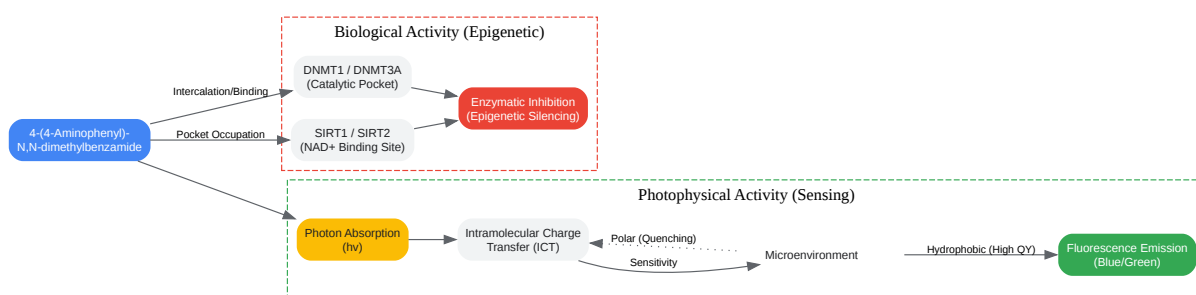 Biological Activity (Epigenetic)
DNMT1 / DNMT3A
(Catalytic Pocket)
Intercalation/Binding
Enzymatic Inhibition
(Epigenetic Silencing)
4-(4-Aminophenyl)-
N,N-dimethylbenzamide
Pocket Occupation
SIRT1 / SIRT2
(NAD+ Binding Site)
Photophysical Activity (Sensing)
Photon Absorption
(hv)
Intramolecular Charge
Transfer (ICT)
Polar (Quenching)
Sensitivity
Microenvironment
Hydrophobic (High QY)
Fluorescence Emission
(Blue/Green)